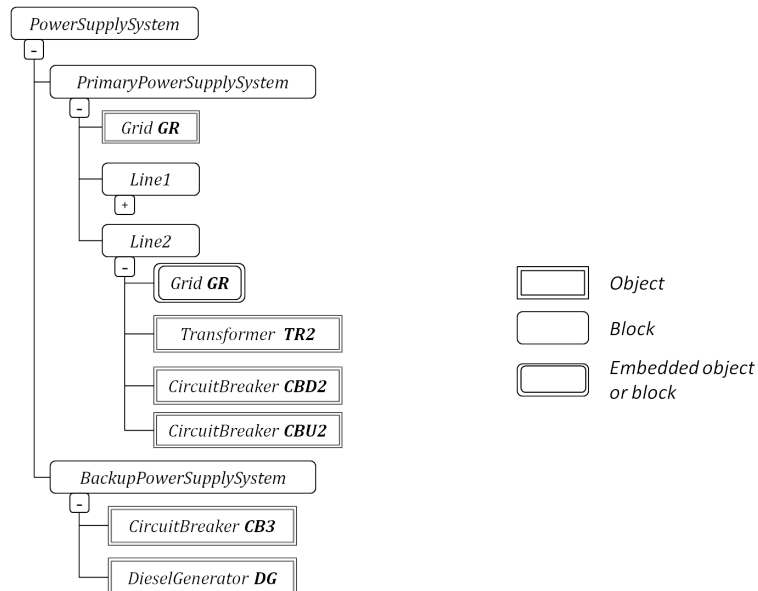 PowerSupplySystem
-
PrimaryPowerSupplySystem
-
Grid GR
Line1
+
Line2
-
Grid GR
Transformer TR2
CircuitBreaker CBD2
CircuitBreaker CBU2
BackupPowerSupplySystem
-
CircuitBreaker CB3
DieselGenerator DG
Object
Block
Embedded object
or block